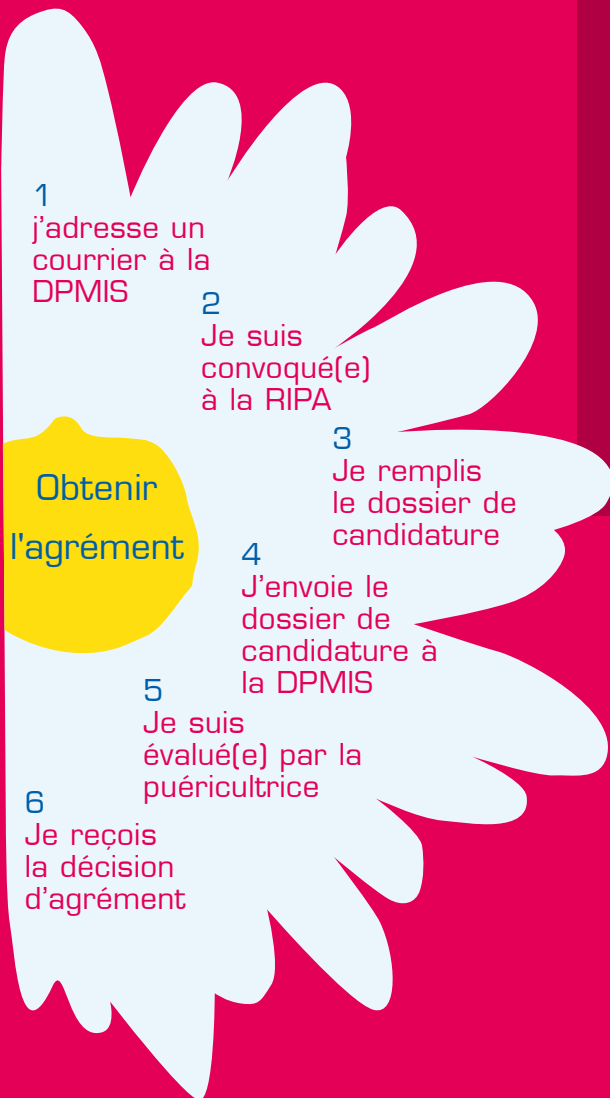 1
j'adresse un
courrier à la
DPMIS
2
Je suis
convoqué(e)
à la RIPA
3
Je remplis
le dossier de
candidature
Obtenir
l'agrément
4
J'envoie le
dossier de
candidature à
la DPMIS
5
Je suis
évalué(e) par la
puéricultrice
6
Je reçois
la décision
d'agrément